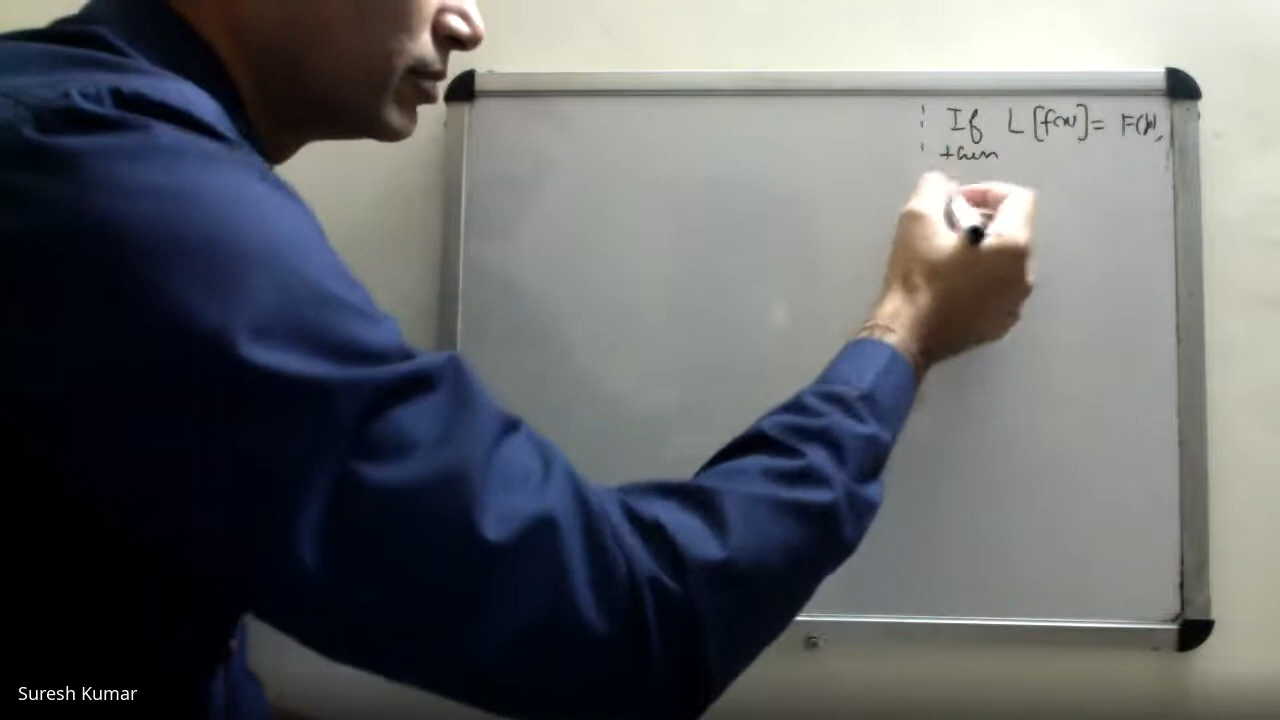 If L[f(x)] = F(s),
then
Suresh Kumar